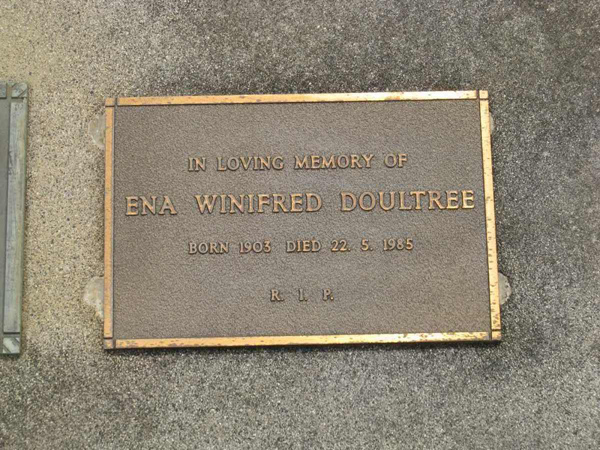 IN LOVING MEMORY OF
ENA WINIFRED DOULTREE
BORN 1903 DIED 22. 5. 1985
R. I. P.